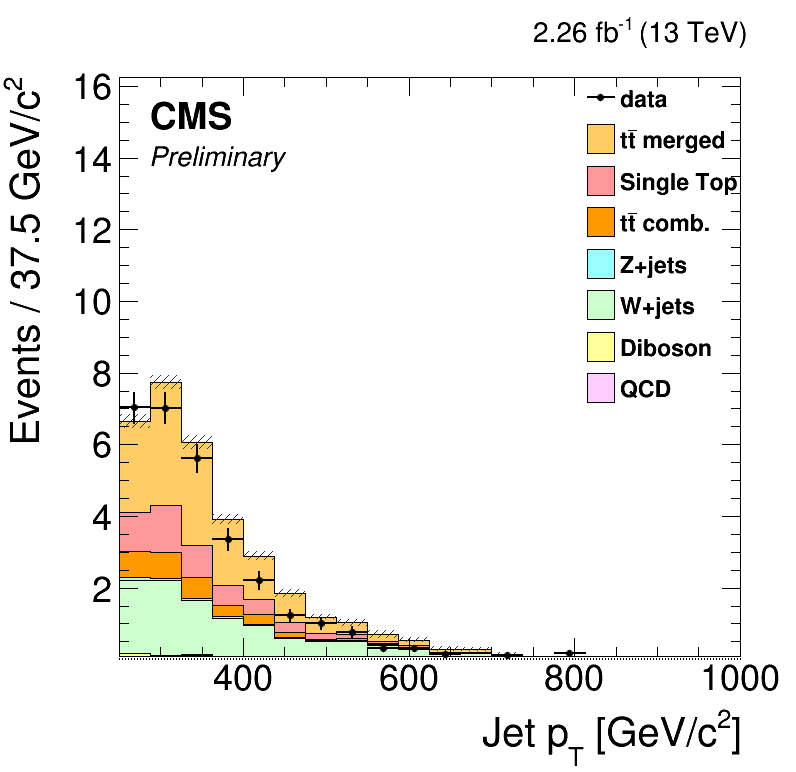 2.26 fb-1 (13 TeV)
Events / 37.5 GeV/c2
16
14
12
10
8
6
4
2
CMS
Preliminary
data
tt̄ merged
Single Top
tt̄ comb.
Z+jets
W+jets
Diboson
QCD
400
600
800
1000
Jet pT [GeV/c2]